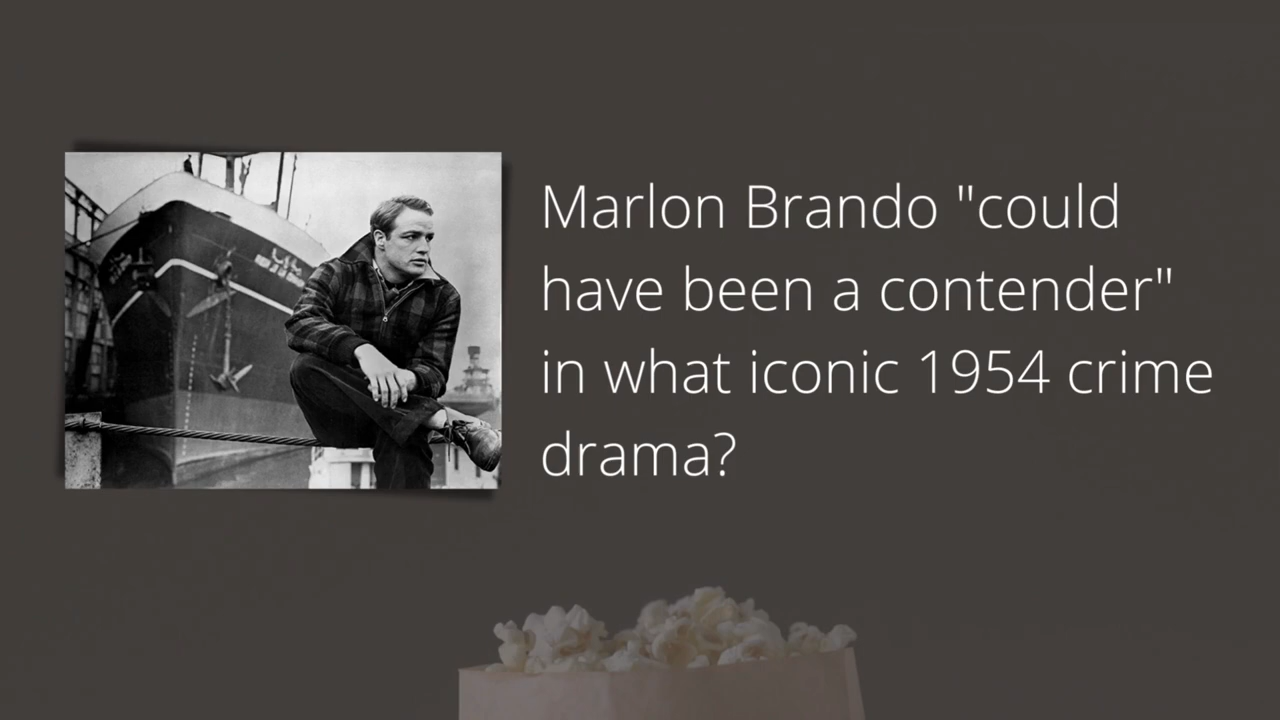 Marlon Brando "could
have been a contender"
in what iconic 1954 crime
drama?